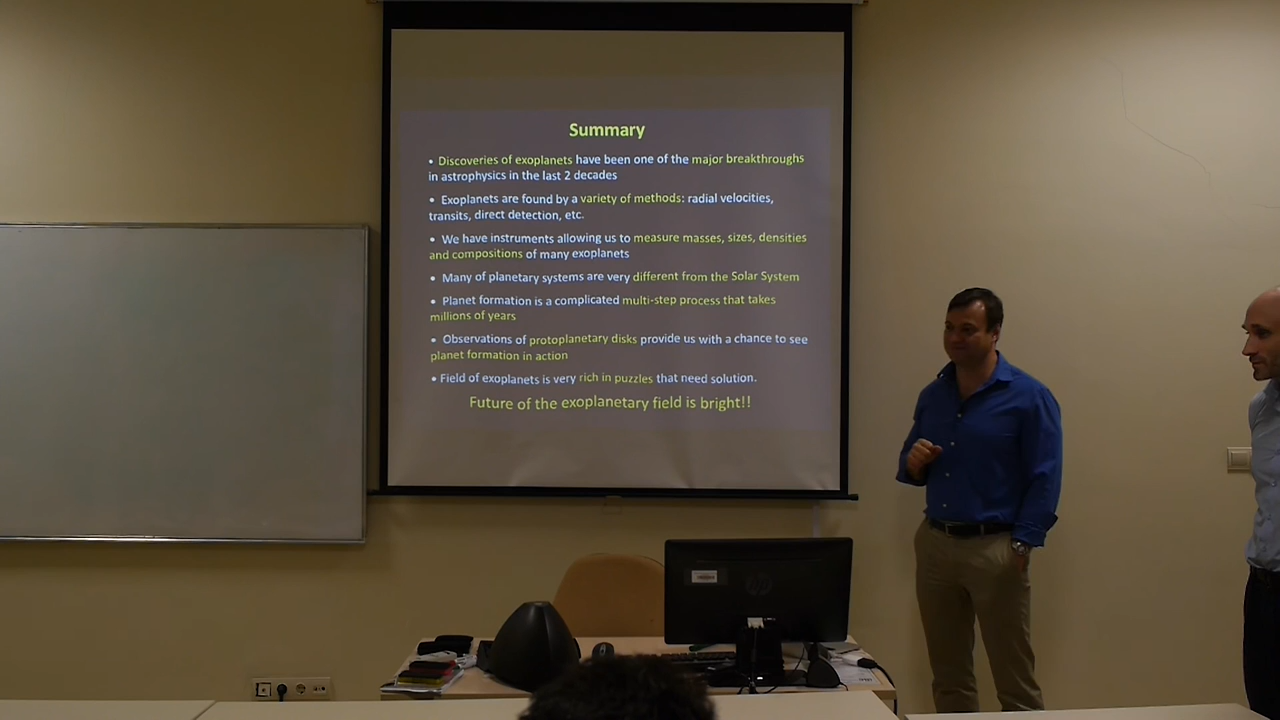 Summary
• Discoveries of exoplanets have been one of the major breakthroughs
in astrophysics in the last 2 decades
• Exoplanets are found by a variety of methods: radial velocities,
transits, direct detection, etc.
• We have instruments allowing us to measure masses, sizes, densities
and compositions of many exoplanets
• Many of planetary systems are very different from the Solar System
• Planet formation is a complicated multi-step process that takes
millions of years
• Observations of protoplanetary disks provide us with a chance to see
planet formation in action
• Field of exoplanets is very rich in puzzles that need solution.
Future of the exoplanetary field is bright!!
hp